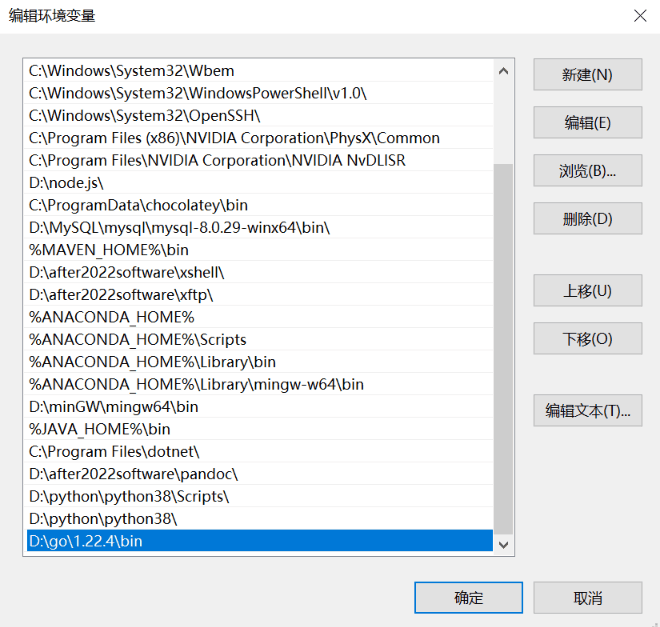 编辑环境变量
C:\Windows\System32\Wbem
C:\Windows\System32\WindowsPowerShell\v1.0\
C:\Windows\System32\OpenSSH\
C:\Program Files (x86)\NVIDIA Corporation\PhysX\Common
C:\Program Files\NVIDIA Corporation\NVIDIA NvDLISR
D:\node.js\
C:\ProgramData\chocolatey\bin
D:\MySQL\mysql\mysql-8.0.29-winx64\bin\
%MAVEN_HOME%\bin
D:\after2022software\xshell\
D:\after2022software\xftp\
%ANACONDA_HOME%
%ANACONDA_HOME%\Scripts
%ANACONDA_HOME%\Library\bin
%ANACONDA_HOME%\Library\mingw-w64\bin
D:\minGW\mingw64\bin
%JAVA_HOME%\bin
C:\Program Files\dotnet\
D:\after2022software\pandoc\
D:\python\python38\Scripts\
D:\python\python38\
D:\go\1.22.4\bin
新建(N)
编辑(E)
浏览(B)...
删除(D)
上移(U)
下移(O)
编辑文本(T)...
确定
取消